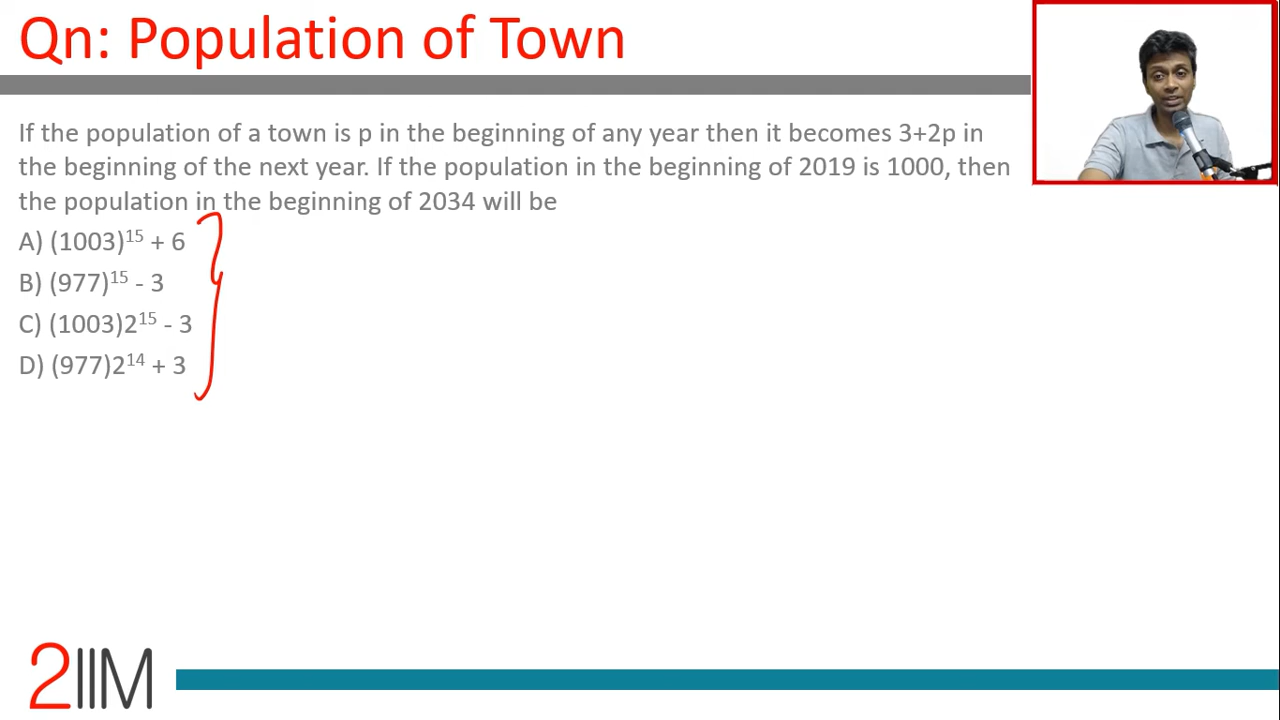 Qn: Population of Town
If the population of a town is p in the beginning of any year then it becomes 3+2p in
the beginning of the next year. If the population in the beginning of 2019 is 1000, then
the population in the beginning of 2034 will be
A) (1003)¹⁵ + 6
B) (977)¹⁵ - 3
C) (1003)2¹⁵ - 3
D) (977)2¹⁴ + 3
2IIM